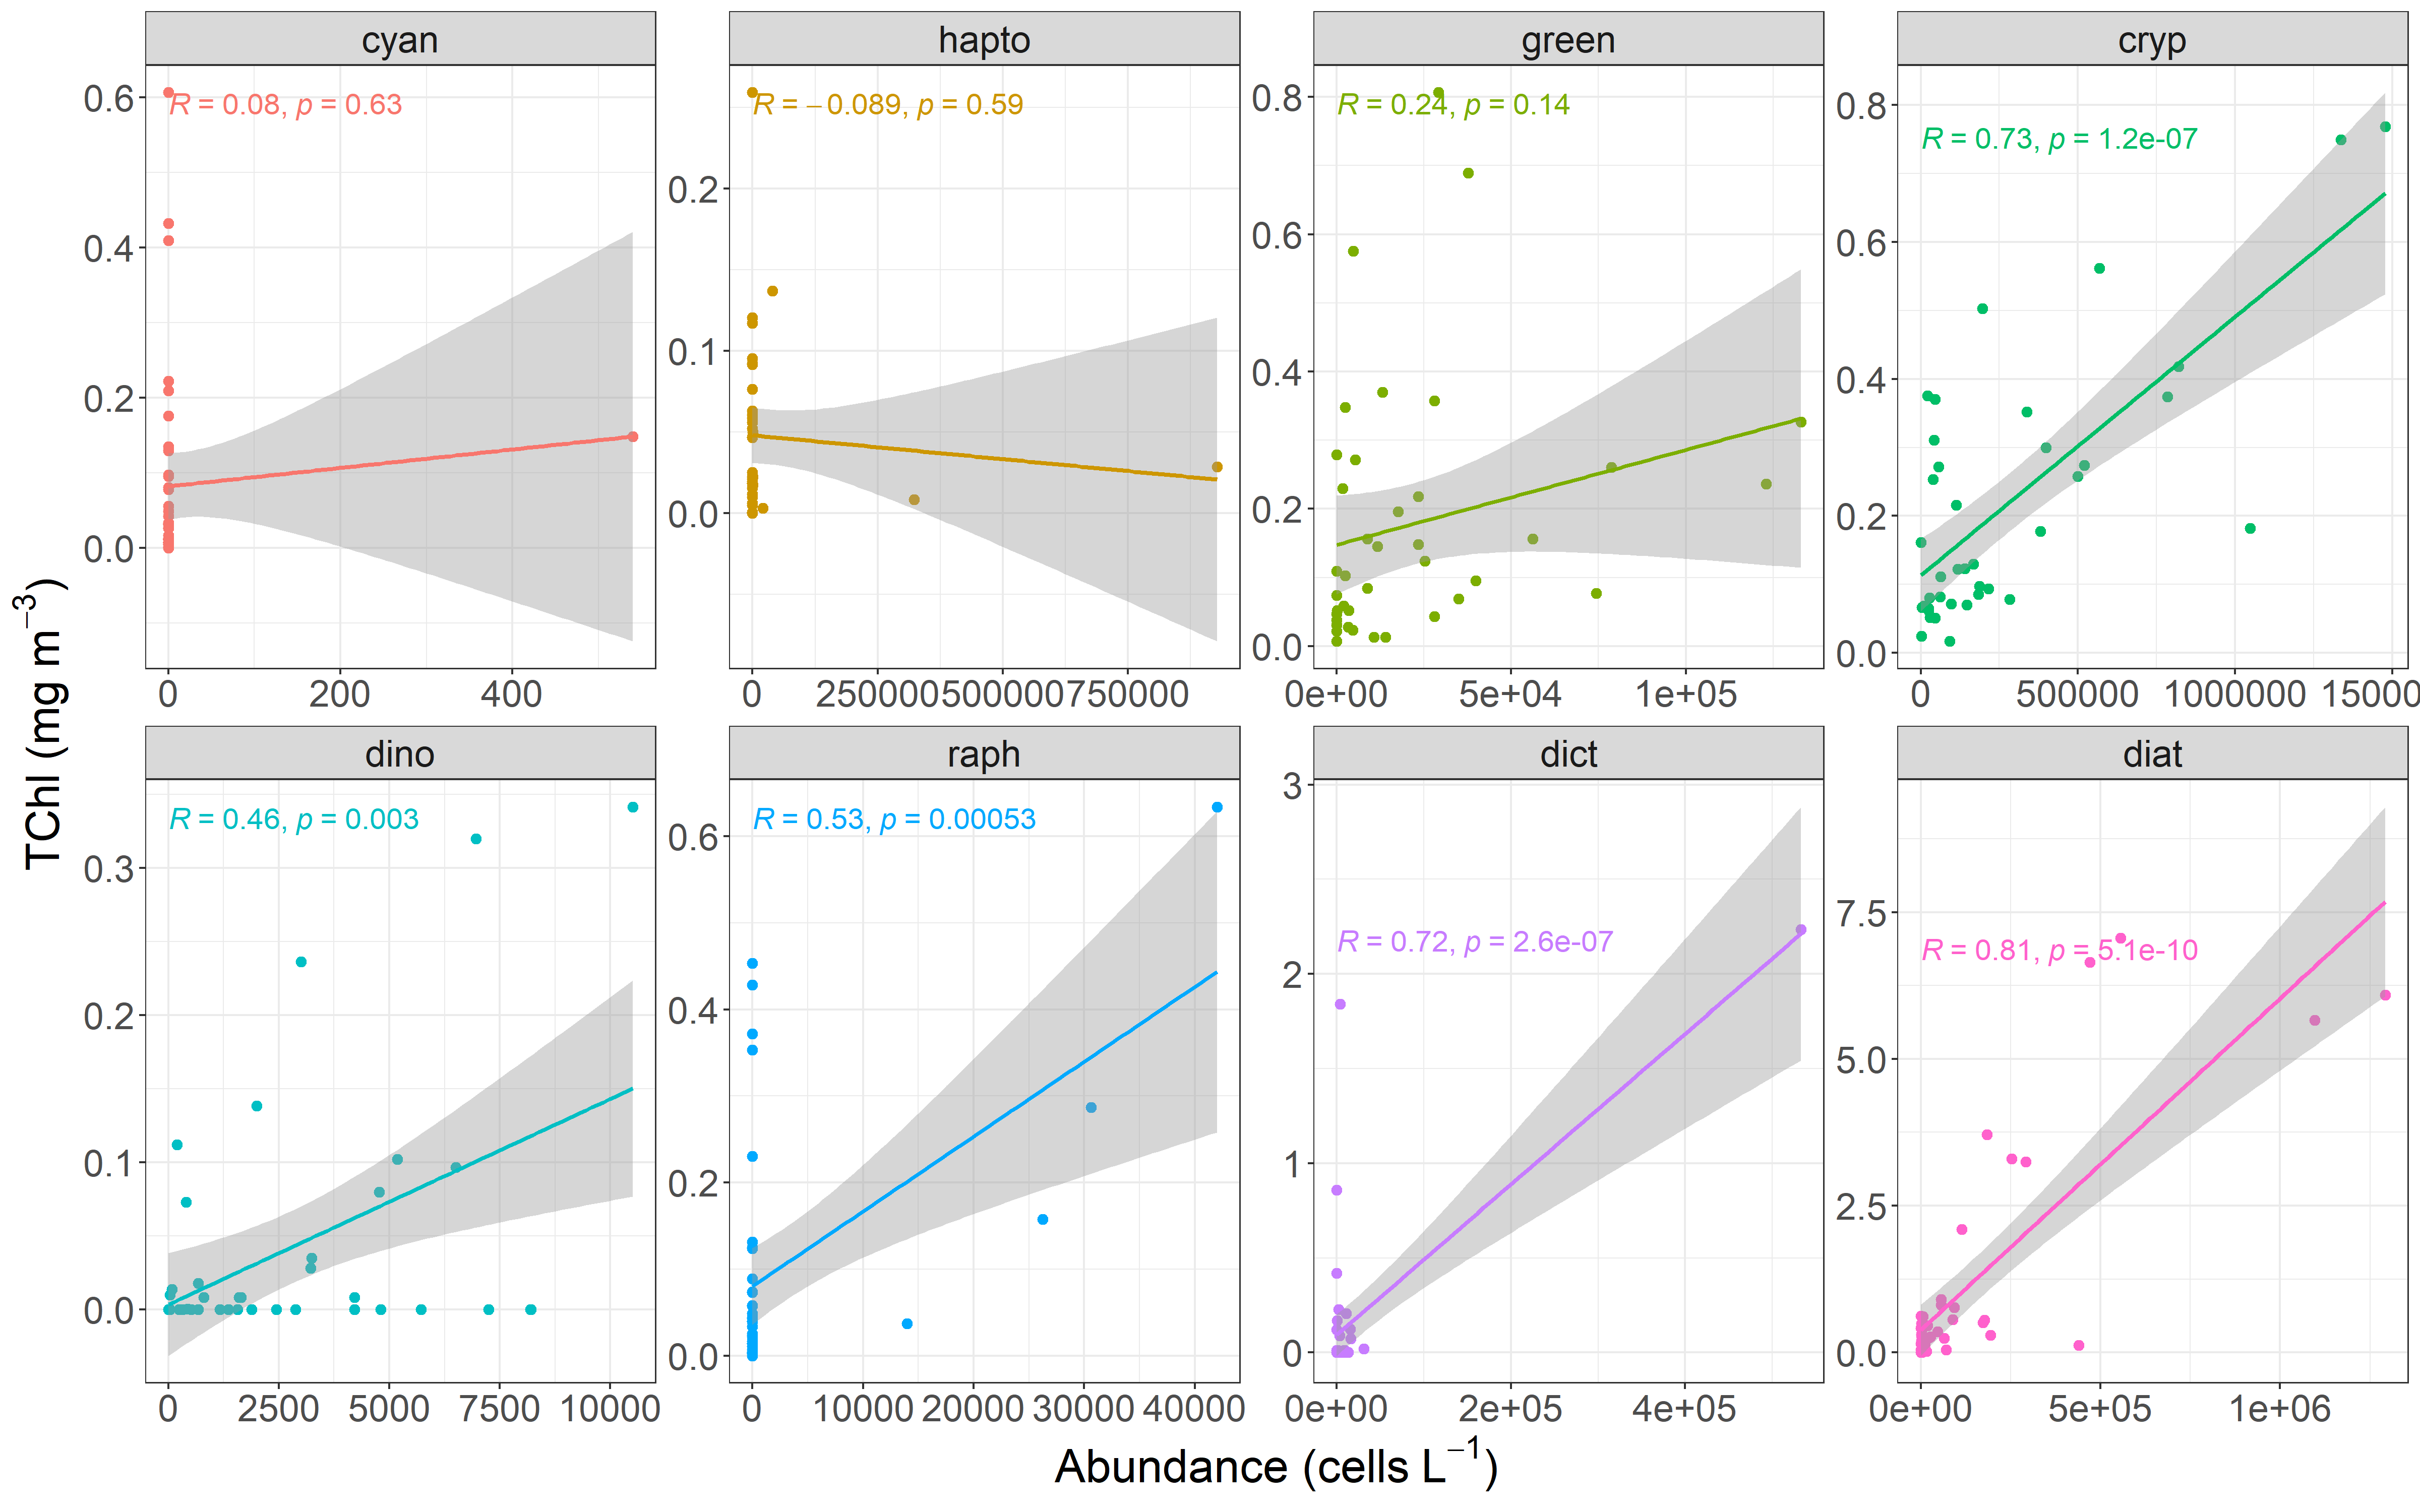 cyan
R = 0.08, p = 0.63
0.6
0.4
0.2
0.0
0 200 400
hapto
R = −0.089, p = 0.59
0.2
0.1
0.0
0 250000 500000 750000
green
R = 0.24, p = 0.14
0.8
0.6
0.4
0.2
0.0
0e+00 5e+04 1e+05
cryp
R = 0.73, p = 1.2e-07
0.8
0.6
0.4
0.2
0.0
0 500000 1000000 15000
TChl (mg m⁻³)
dino
R = 0.46, p = 0.003
0.3
0.2
0.1
0.0
0 2500 5000 7500 10000
raph
R = 0.53, p = 0.00053
0.6
0.4
0.2
0.0
0 10000 20000 30000 40000
dict
R = 0.72, p = 2.6e-07
3
2
1
0
0e+00 2e+05 4e+05
diat
R = 0.81, p = 5.1e-10
7.5
5.0
2.5
0.0
0e+00 5e+05 1e+06
Abundance (cells L⁻¹)